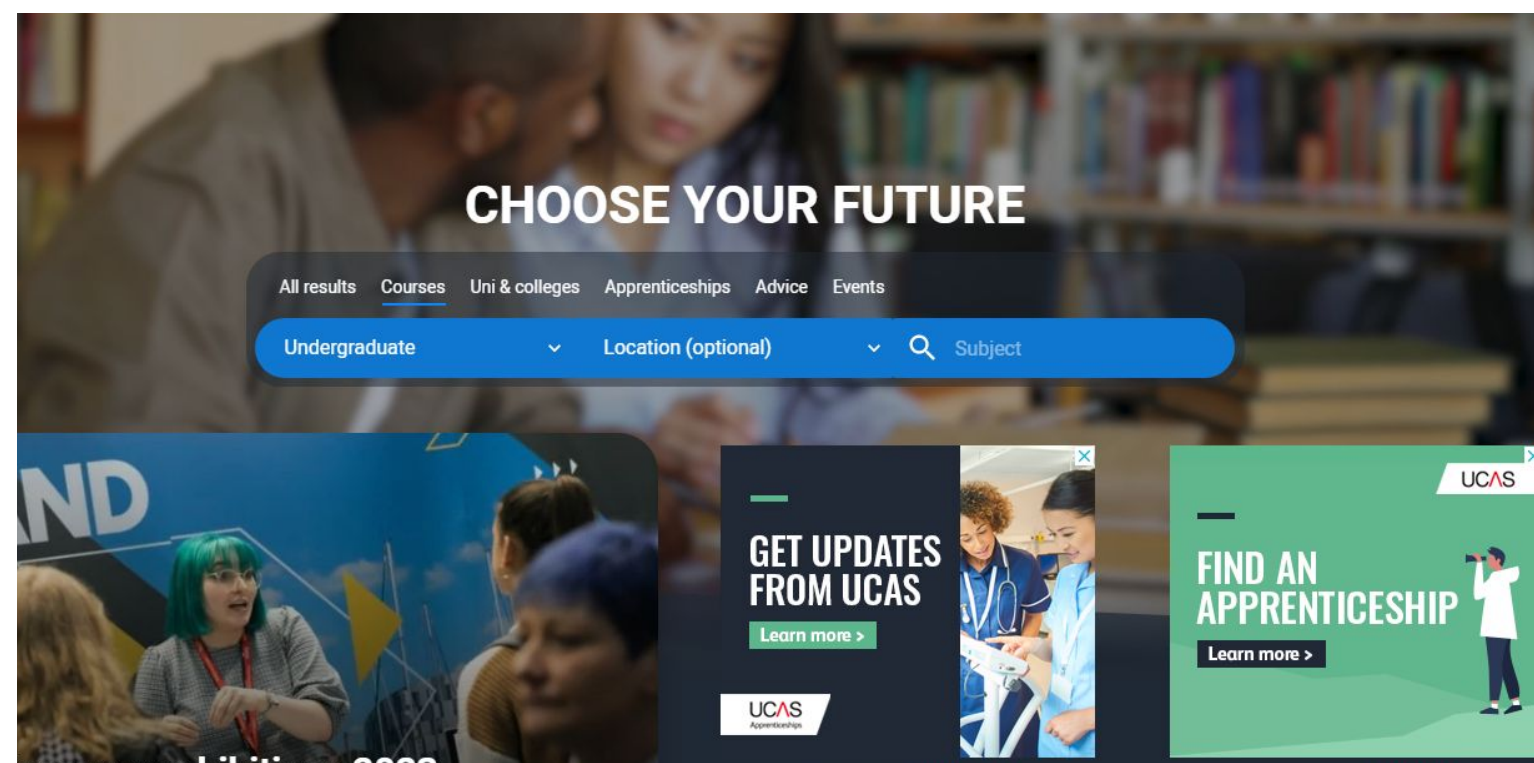 CHOOSE YOUR FUTURE
All results Courses Uni & colleges Apprenticeships Advice Events
Undergraduate Location (optional) Subject
ND
GET UPDATES
FROM UCAS
Learn more >
UCAS
Apprenticeships
UCAS
FIND AN
APPRENTICESHIP
Learn more >